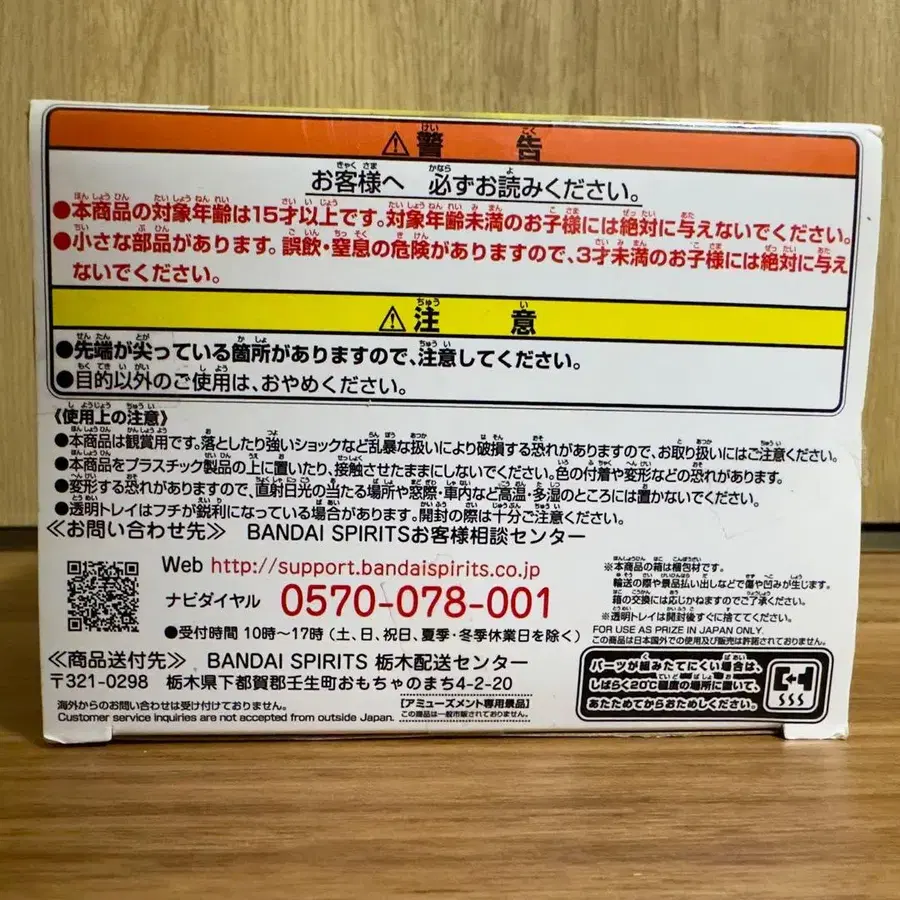 ⚠警告
お客様へ 必ずお読みください。
●本商品の対象年齢は15才以上です。対象年齢未満のお子様には絶対に与えないでください。
●小さな部品があります。誤飲・窒息の危険がありますので、3才未満のお子様には絶対に与え
ないでください。
⚠注意
●先端が尖っている箇所がありますので、注意してください。
●目的以外のご使用は、おやめください。
《使用上の注意》
●本商品は観賞用です。落としたり強いショックなど乱暴な扱いにより破損する恐れがありますので、お取り扱いにはご注意ください。
●本商品をプラスチック製品の上に置いたり、接触させたままにしないでください。色の付着や変形などの恐れがあります。
●変形する恐れがありますので、直射日光の当たる場所や窓際・車内など高温・多湿のところには置かないでください。
●透明トレイはフチが鋭利になっている場合があります。開封の際は十分ご注意ください。
≪お問い合わせ先≫ BANDAI SPIRITSお客様相談センター
Web http://support.bandaispirits.co.jp
ナビダイヤル 0570-078-001
●受付時間 10時~17時(土、日、祝日、夏季・冬季休業日を除く)
≪商品送付先≫ BANDAI SPIRITS 栃木配送センター
〒321-0298 栃木県下都賀郡壬生町おもちゃのまち4-2-20
海外からのお問い合わせは受け付けておりません。
Customer service inquiries are not accepted from outside Japan.
[アミューズメント専用景品]
この商品は一般市販されておりません。
※本商品の箱は梱包材です。
輸送の際や景品払い出しなどで傷や凹みが生じます。
箱の交換には応じかねますのでご了承ください。
※透明トレイは開封後すぐに捨ててください。
FOR USE AS PRIZE IN JAPAN ONLY.
この商品は日本国外での使用及び販売は許諾されておりません。
パーツが組みたてにくい場合は、
しばらく20℃程度の場所に置いて、
あたためてからおためしください。